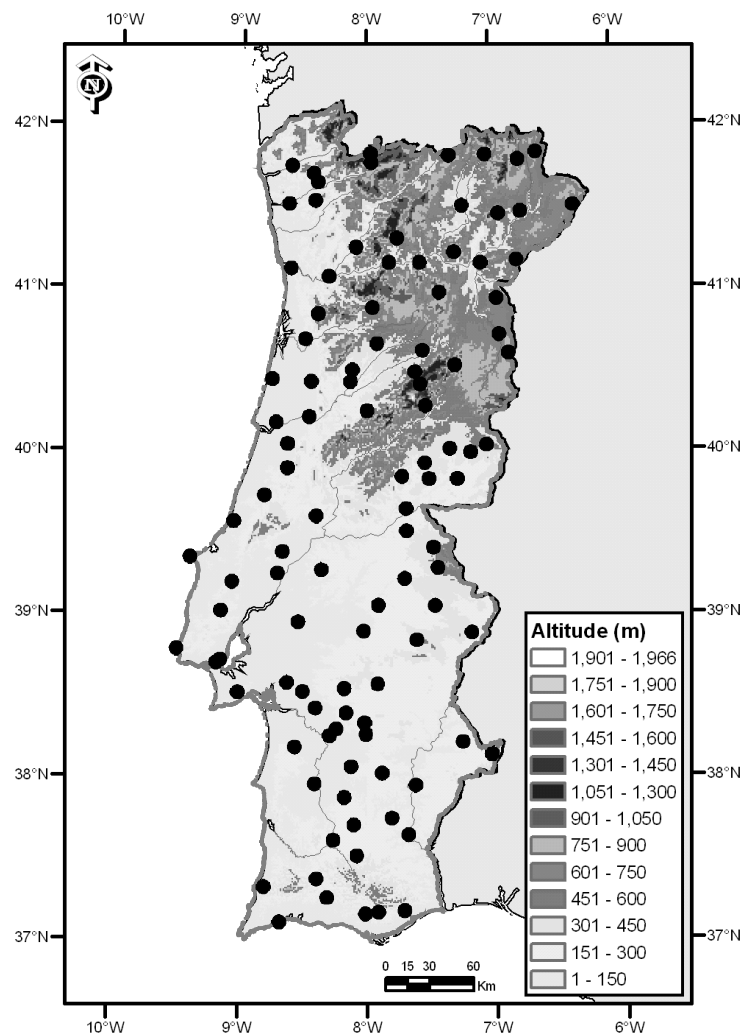 10°W 9°W 8°W 7°W 6°W
N
42°N 42°N
41°N 41°N
40°N 40°N
39°N 39°N
Altitude (m)
1,901 - 1,966
1,751 - 1,900
1,601 - 1,750
1,451 - 1,600
38°N 38°N
1,301 - 1,450
1,051 - 1,300
901 - 1,050
751 - 900
601 - 750
451 - 600
301 - 450
37°N 37°N
151 - 300
1 - 150
0 15 30 60
Km
10°W 9°W 8°W 7°W 6°W